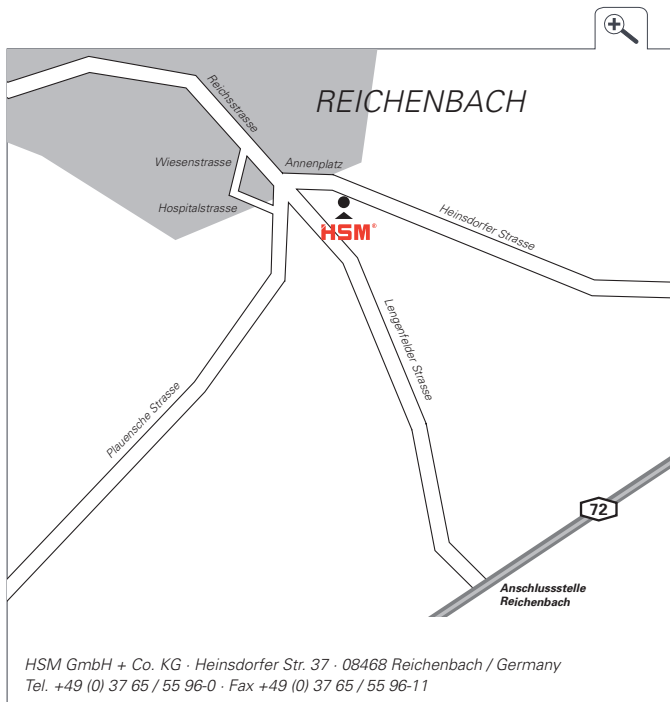 REICHENBACH
Reichsstrasse
Wiesenstrasse
Annenplatz
Hospitalstrasse
Heinsdorfer Strasse
HSM®
Lengenfelder Strasse
Plauensche Strasse
72
Anschlussstelle
Reichenbach
HSM GmbH + Co. KG · Heinsdorfer Str. 37 · 08468 Reichenbach / Germany
Tel. +49 (0) 37 65 / 55 96-0 · Fax +49 (0) 37 65 / 55 96-11